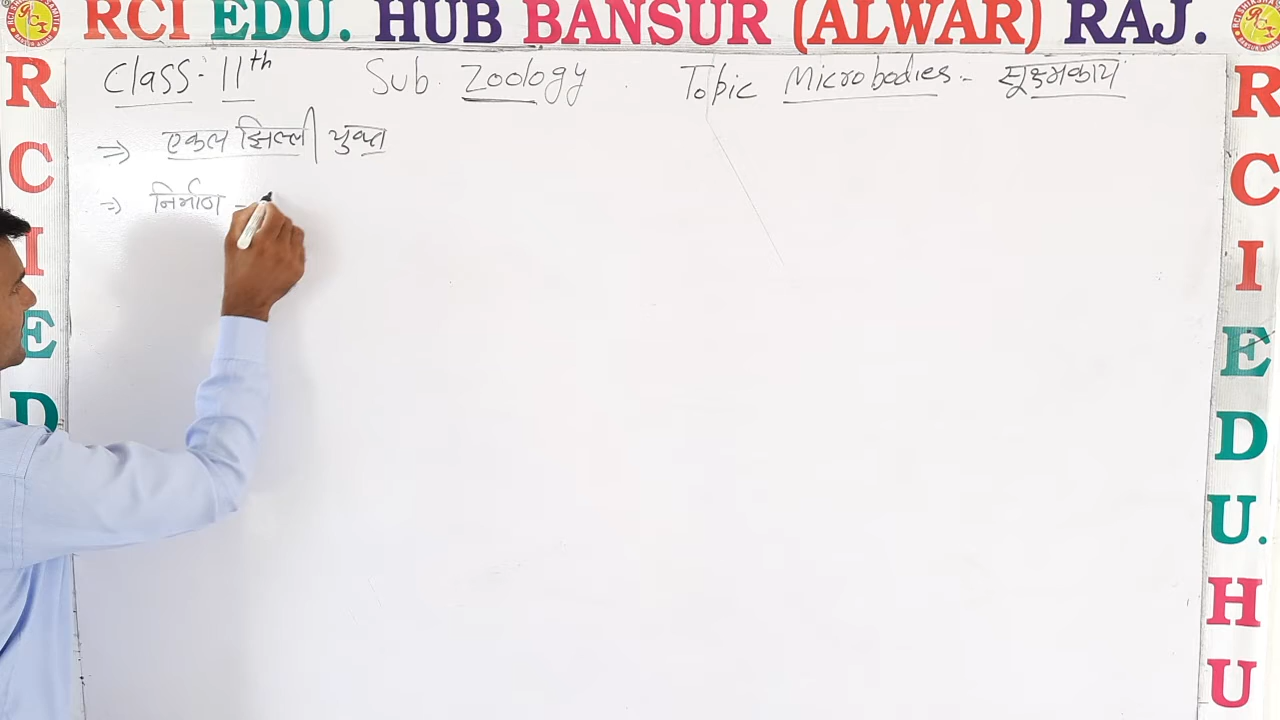 RCI EDU. HUB BANSUR (ALWAR) RAJ.
Class:- 11th Sub. Zoology Topic Microbodies - सूक्ष्मकाय
⇒ एकल झिल्ली युक्त
⇒ निर्माण -
R
C
I
E
D
R
C
I
E
D
U.
H
U